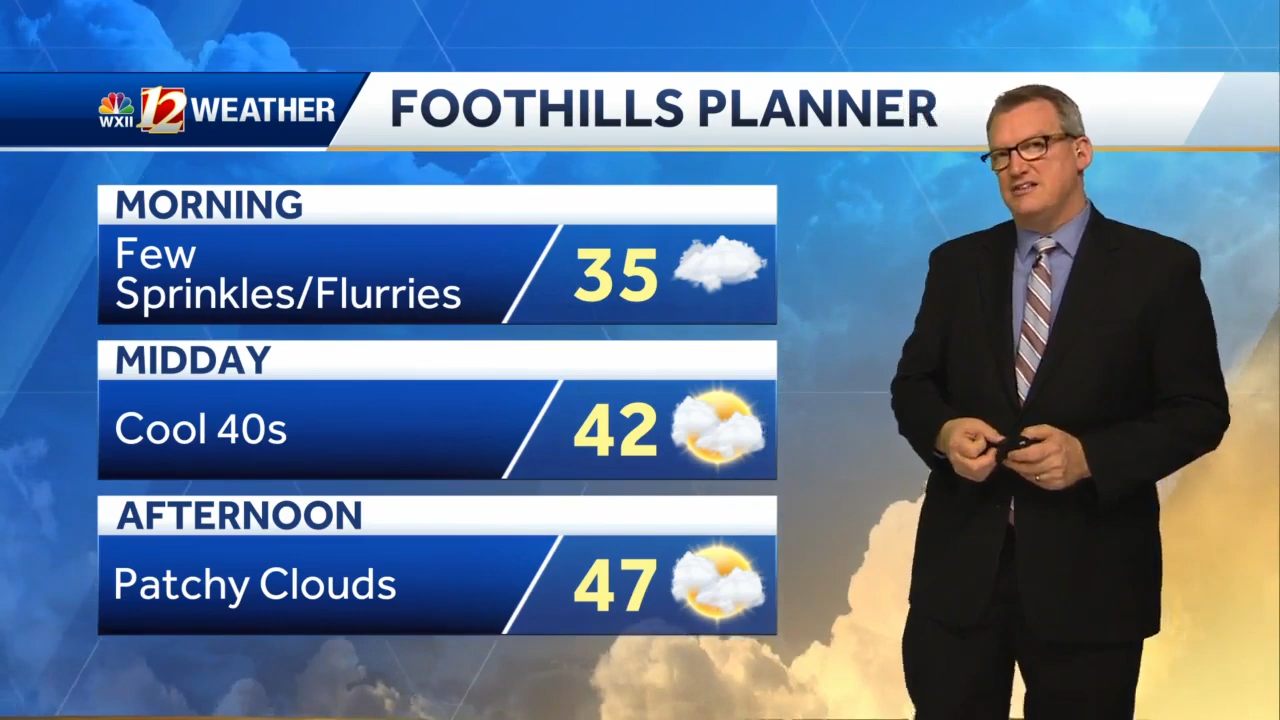 WXII 12 WEATHER
FOOTHILLS PLANNER
MORNING
Few
Sprinkles/Flurries
35
MIDDAY
Cool 40s
42
AFTERNOON
Patchy Clouds
47